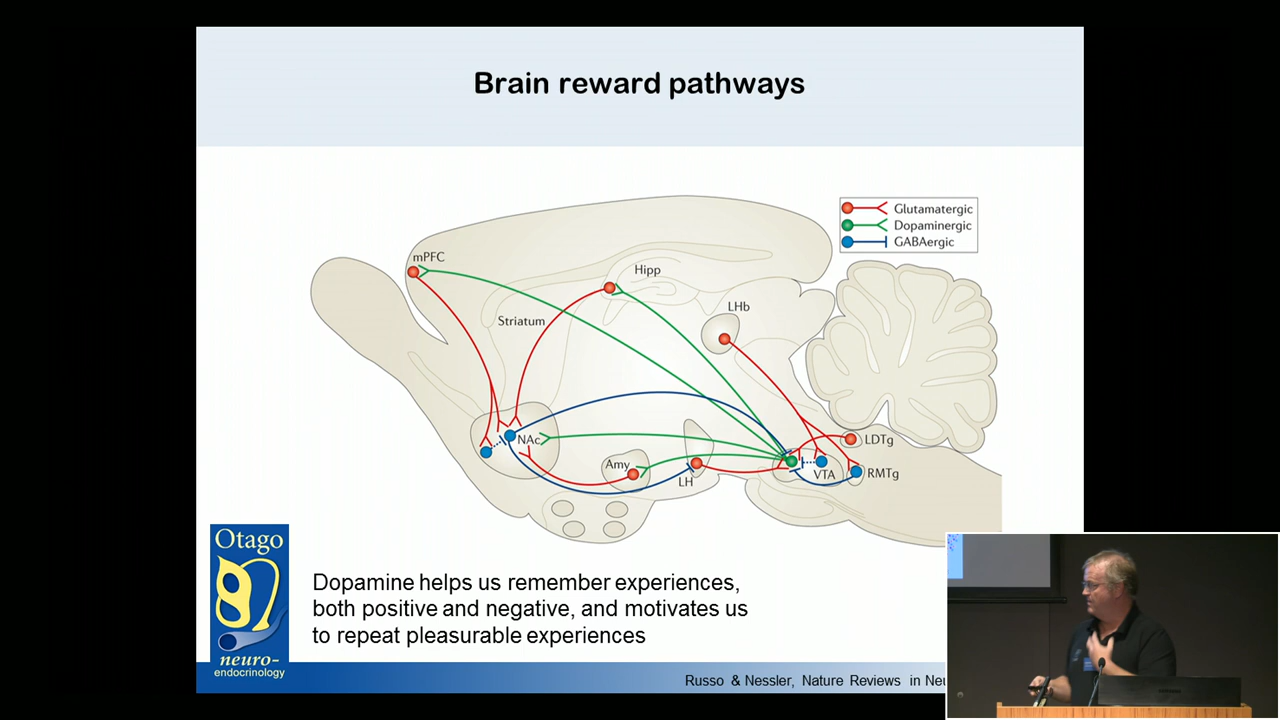 Brain reward pathways
Glutamatergic
Dopaminergic
GABAergic
mPFC
Hipp
LHb
Striatum
NAc
LDTg
Amy
LH
VTA
RMTg
Otago
neuro-
endocrinology
Dopamine helps us remember experiences,
both positive and negative, and motivates us
to repeat pleasurable experiences
Russo & Nessler, Nature Reviews in